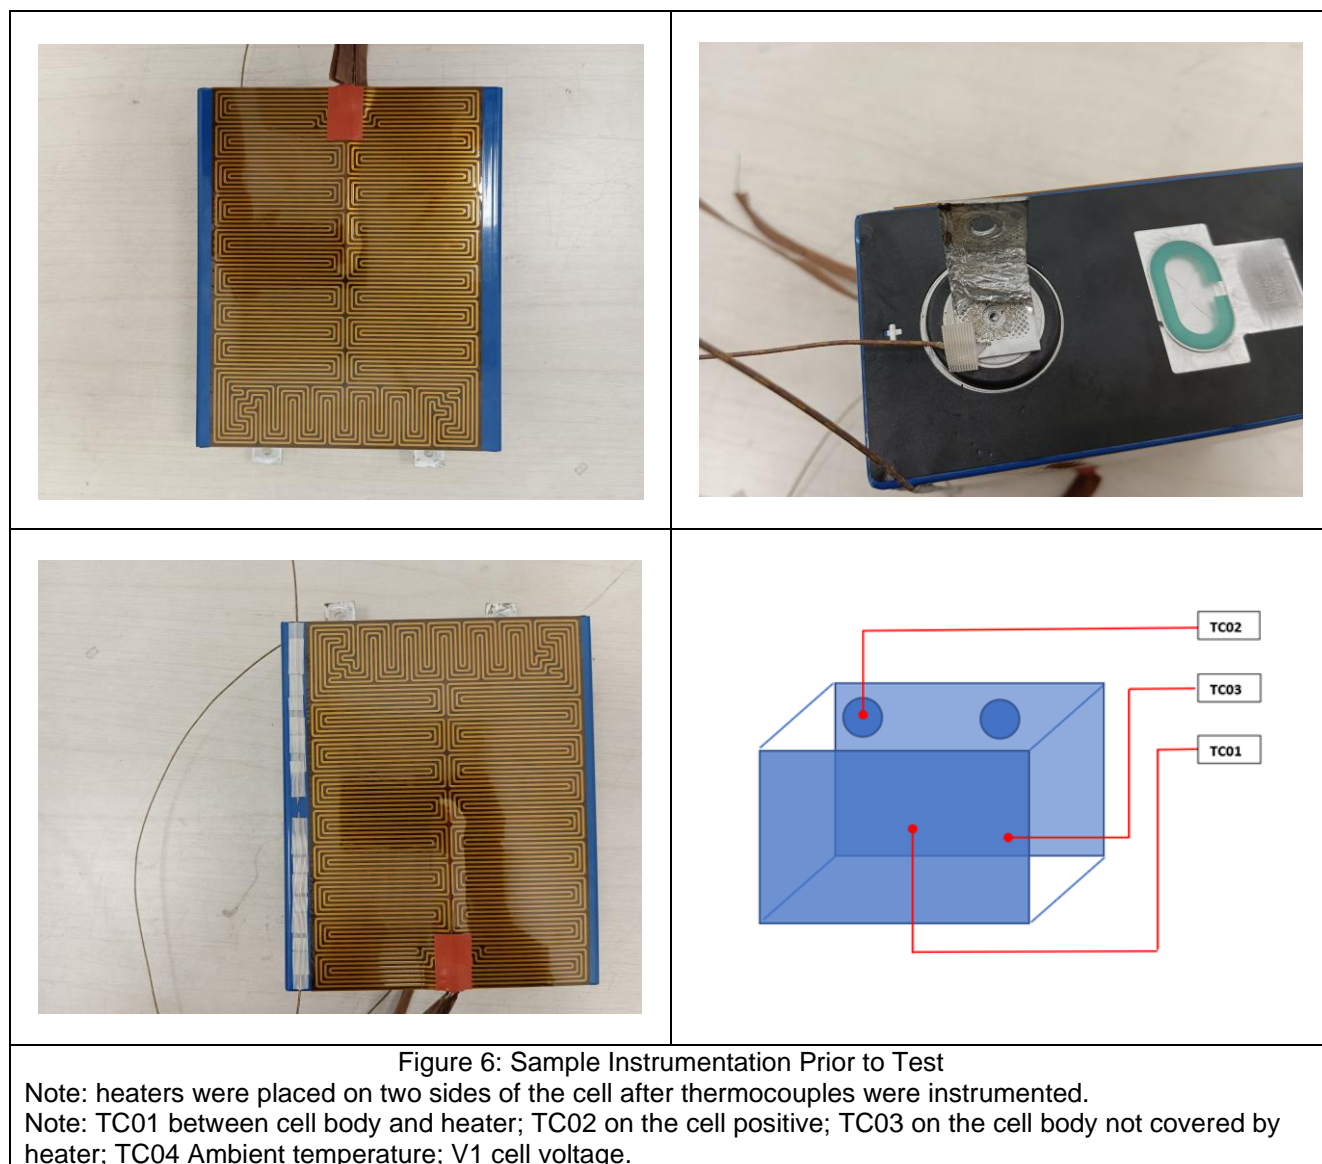 +
TC02
TC03
TC01
Figure 6: Sample Instrumentation Prior to Test
Note: heaters were placed on two sides of the cell after thermocouples were instrumented.
Note: TC01 between cell body and heater; TC02 on the cell positive; TC03 on the cell body not covered by
heater; TC04 Ambient temperature; V1 cell voltage.